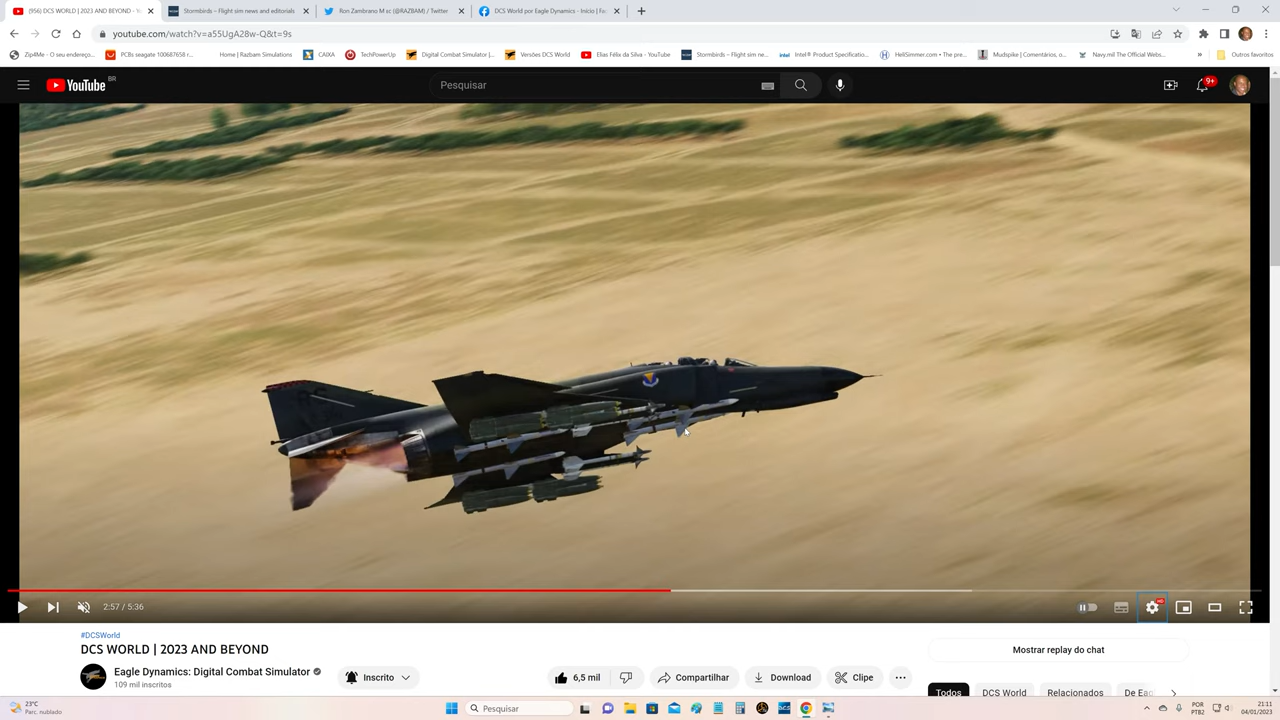 (956) DCS WORLD | 2023 AND BEYOND - Yo
Stormbirds – Flight sim news and editorials
Ron Zambrano M sc (@RAZBAM) / Twitter
DCS World por Eagle Dynamics - Início | Fac
youtube.com/watch?v=a55UgA28w-Q&t=9s
Zip4Me - O seu endereço...
PCBs seagate 100687658 r...
Home | Razbam Simulations
CAIXA
TechPowerUp
Digital Combat Simulator |...
Versões DCS World
Elias Félix da Silva - YouTube
Stormbirds – Flight sim ne...
Intel® Product Specificatio...
HeliSimmer.com - The pre...
Mudspike | Comentários, o...
Navy.mil The Official Webs...
»
Outros favoritos
YouTube BR
Pesquisar
9+
2:57 / 5:36
HD
#DCSWorld
DCS WORLD | 2023 AND BEYOND
Eagle Dynamics: Digital Combat Simulator
109 mil inscritos
Inscrito
6,5 mil
Compartilhar
Download
Clipe
Mostrar replay do chat
Todos
DCS World
Relacionados
De Eag
23°C
Parc. nublado
Pesquisar
POR
PTB2
21:11
04/01/2023